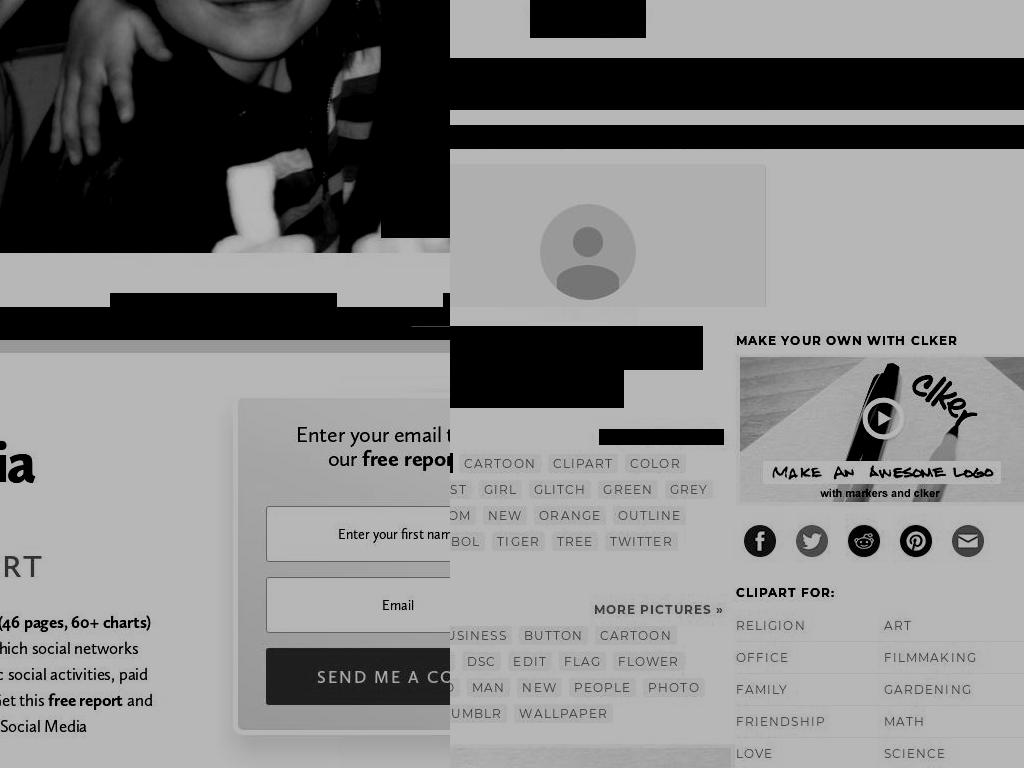 ia
RT
(46 pages, 60+ charts)
hich social networks
social activities, paid
et this free report and
Social Media
Enter your email
our free repor
Enter your first nam
Email
SEND ME A CO
CARTOON CLIPART COLOR
ST GIRL GLITCH GREEN GREY
OM NEW ORANGE OUTLINE
BOL TIGER TREE TWITTER
MORE PICTURES »
USINESS BUTTON CARTOON
DSC EDIT FLAG FLOWER
MAN NEW PEOPLE PHOTO
UMBLR WALLPAPER
MAKE YOUR OWN WITH CLKER
clker
MAKE AN AWESOME LOGO
with markers and clker
CLIPART FOR:
RELIGION ART
OFFICE FILMMAKING
FAMILY GARDENING
FRIENDSHIP MATH
LOVE SCIENCE